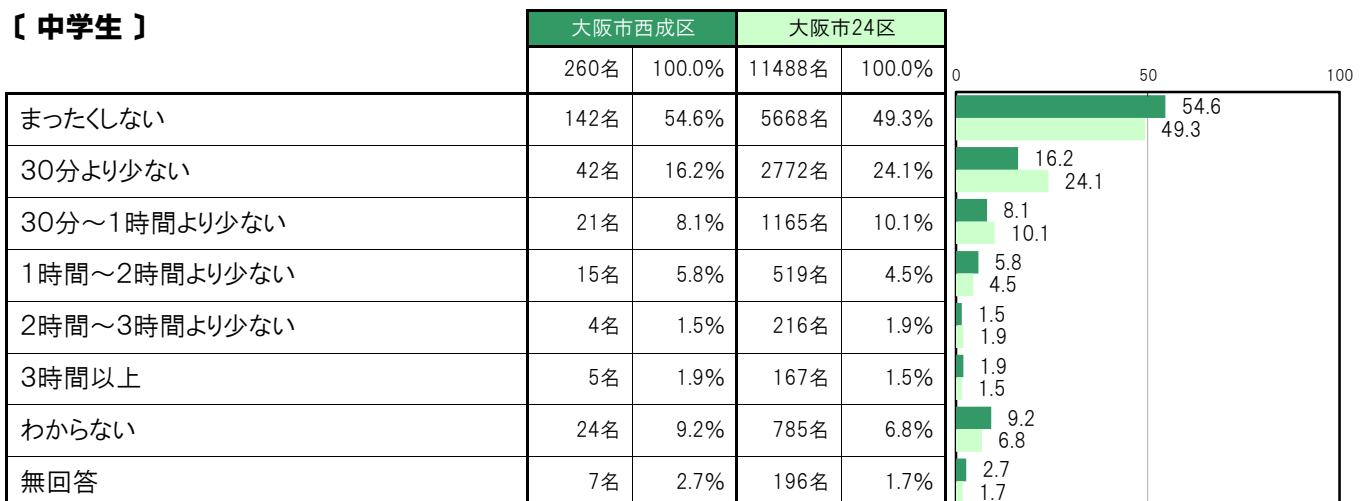 〔 中学生 〕
大阪市西成区 大阪市24区
260名 100.0% 11488名 100.0%
0 50 100
まったくしない 142名 54.6% 5668名 49.3% 54.6
49.3
30分より少ない 42名 16.2% 2772名 24.1% 16.2
24.1
30分～1時間より少ない 21名 8.1% 1165名 10.1% 8.1
10.1
1時間～2時間より少ない 15名 5.8% 519名 4.5% 5.8
4.5
2時間～3時間より少ない 4名 1.5% 216名 1.9% 1.5
1.9
3時間以上 5名 1.9% 167名 1.5% 1.9
1.5
わからない 24名 9.2% 785名 6.8% 9.2
6.8
無回答 7名 2.7% 196名 1.7% 2.7
1.7